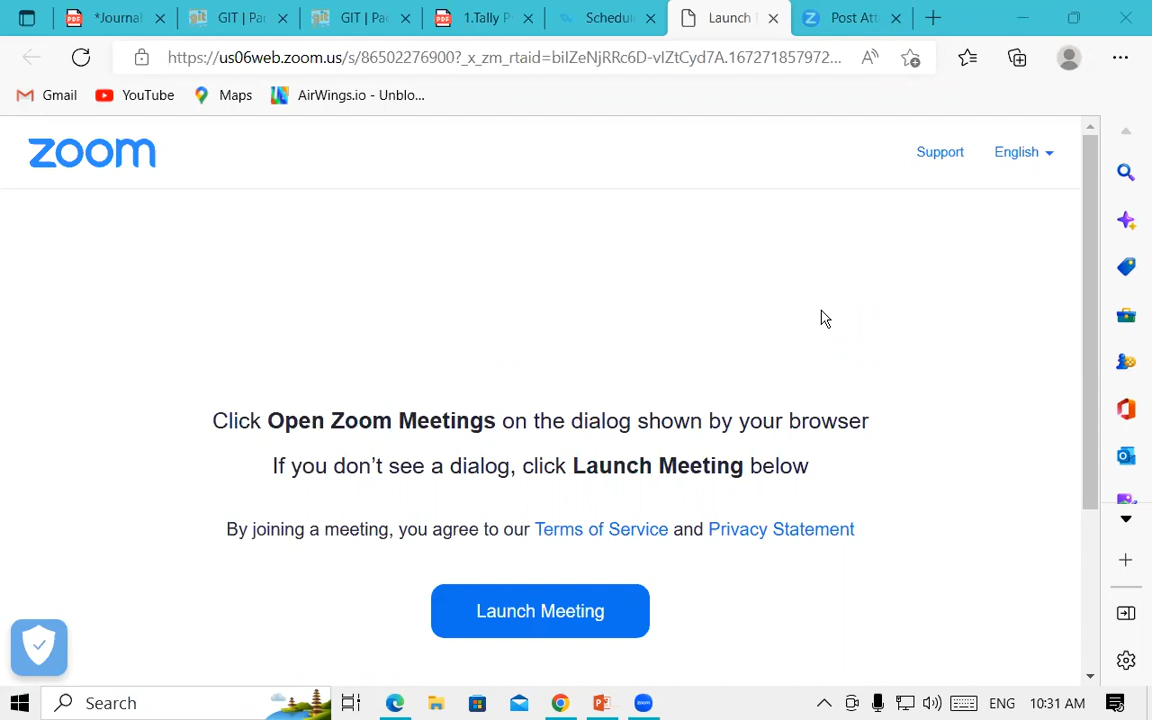 *Journal
GIT | Pac
GIT | Pac
1.Tally P
Schedul
Launch
Post Att
https://us06web.zoom.us/s/86502276900?_x_zm_rtaid=biIZeNjRRc6D-vIZtCyd7A.167271857972...
Gmail
YouTube
Maps
AirWings.io - Unblo...
zoom
Support
English
Click Open Zoom Meetings on the dialog shown by your browser
If you don’t see a dialog, click Launch Meeting below
By joining a meeting, you agree to our Terms of Service and Privacy Statement
Launch Meeting
Search
ENG
10:31 AM